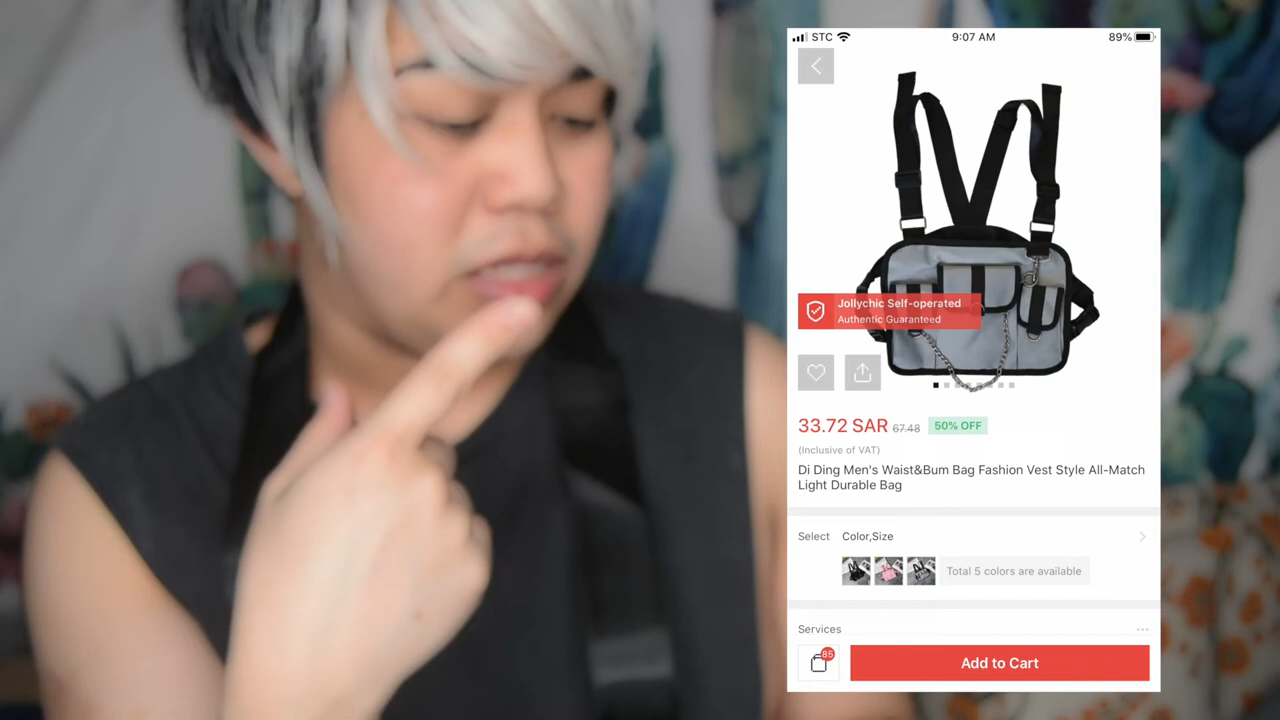 STC 9:07 AM 89%
Jollychic Self-operated
Authentic Guaranteed
33.72 SAR 67.48 50% OFF
(Inclusive of VAT)
Di Ding Men's Waist&Bum Bag Fashion Vest Style All-Match
Light Durable Bag
Select Color,Size
Total 5 colors are available
Services
85
Add to Cart